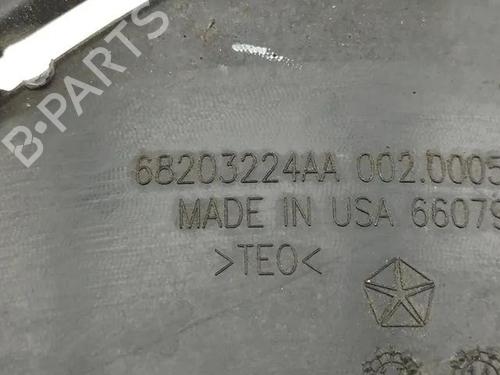 B-PARTS
68203224AA 002.0005
MADE IN USA 66079
>TEO<